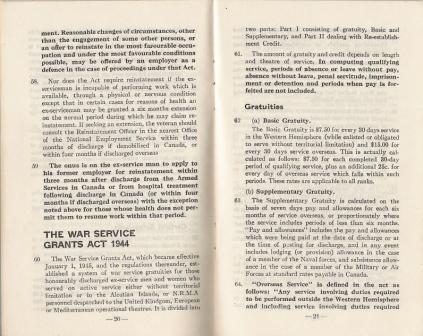 ment. Reasonable changes of circumstances, other
than the engagement of some other persons, or
an offer to reinstate in the most favourable occu-
pation and under the most favourable conditions
possible, may be offered by an employer as a
defence in the case of proceedings under that Act.
58. Nor does the Act require reinstatement if the ex-
serviceman is incapable of performing work which is
available, through a physical or nervous condition
except that in certain cases for reasons of health an
ex-serviceman may be granted a six months extension
on the normal period during which he may claim re-
instatement. If seeking an extension, the veteran should
consult the Reinstatement Officer in the nearest Office
of the National Employment Service within three
months of discharge if demobilized in Canada, or
within four months if discharged overseas
59 The onus is on the ex-service man to apply to
his former employer for reinstatement within
three months after discharge from the Armed
Services in Canada or from hospital treatment
following discharge in Canada (or within four
months if discharged overseas) with the exception
noted above for those whose health does not per-
mit them to resume work within that period.
THE WAR SERVICE
GRANTS ACT 1944
60 The War Service Grants Act, which became effective
January 1, 1945, and the regulations thereunder, est-
ablished a system of war service gratuities for those
honorably discharged ex-service men and women who
served on active service either without territorial
limitation or in the Aleutian Islands, or N.R.M.A.
personnel despatched to the United Kingdom, European
or Mediterranean operational theatres. It is divided into
—20—
two parts: Part I consisting of gratuity, Basic and
Supplementary, and Part II dealing with Re-establish-
ment Credit.
61. The amount of gratuity and credit depends on length
and theatre of service. In computing qualifying
service, periods of absence or leave without pay,
absence without leave, penal servitude, imprison-
ment or detention and periods when pay is for-
feited are not included.
Gratuities
62 (a) Basic Gratuity.
The Basic Gratuity is $7.50 for every 30 days service
in the Western Hemisphere (while enlisted or obligated
to serve without territorial limitation) and $15.00 for
every 30 days service overseas. This is actually cal-
culated as follows: $7.50 for each completed 30-day
period of qualifying service, plus an additional 25c. for
every day of overseas service which falls within such
periods. These rates are applicable to all ranks.
(b) Supplementary Gratuity.
63 The Supplementary Gratuity is calculated on the
basis of seven days pay and allowances for each six
months of service overseas, or proportionately where
the service includes periods of less than six months.
"Pay and allowances" includes the pay and allowances
which were being paid at the date of discharge or at
the time of posting for discharge, and in any event
includes lodging (or provision) allowance in the case
of a member of the Naval forces, and subsistence allow-
ance in the case of a member of the Military or Air
Forces at standard rates payable in Canada.
64. "Overseas Service" is defined in the act as
follows: "Any service involving duties required
to be performed outside the Western Hemisphere
and including service involving duties required
—21—